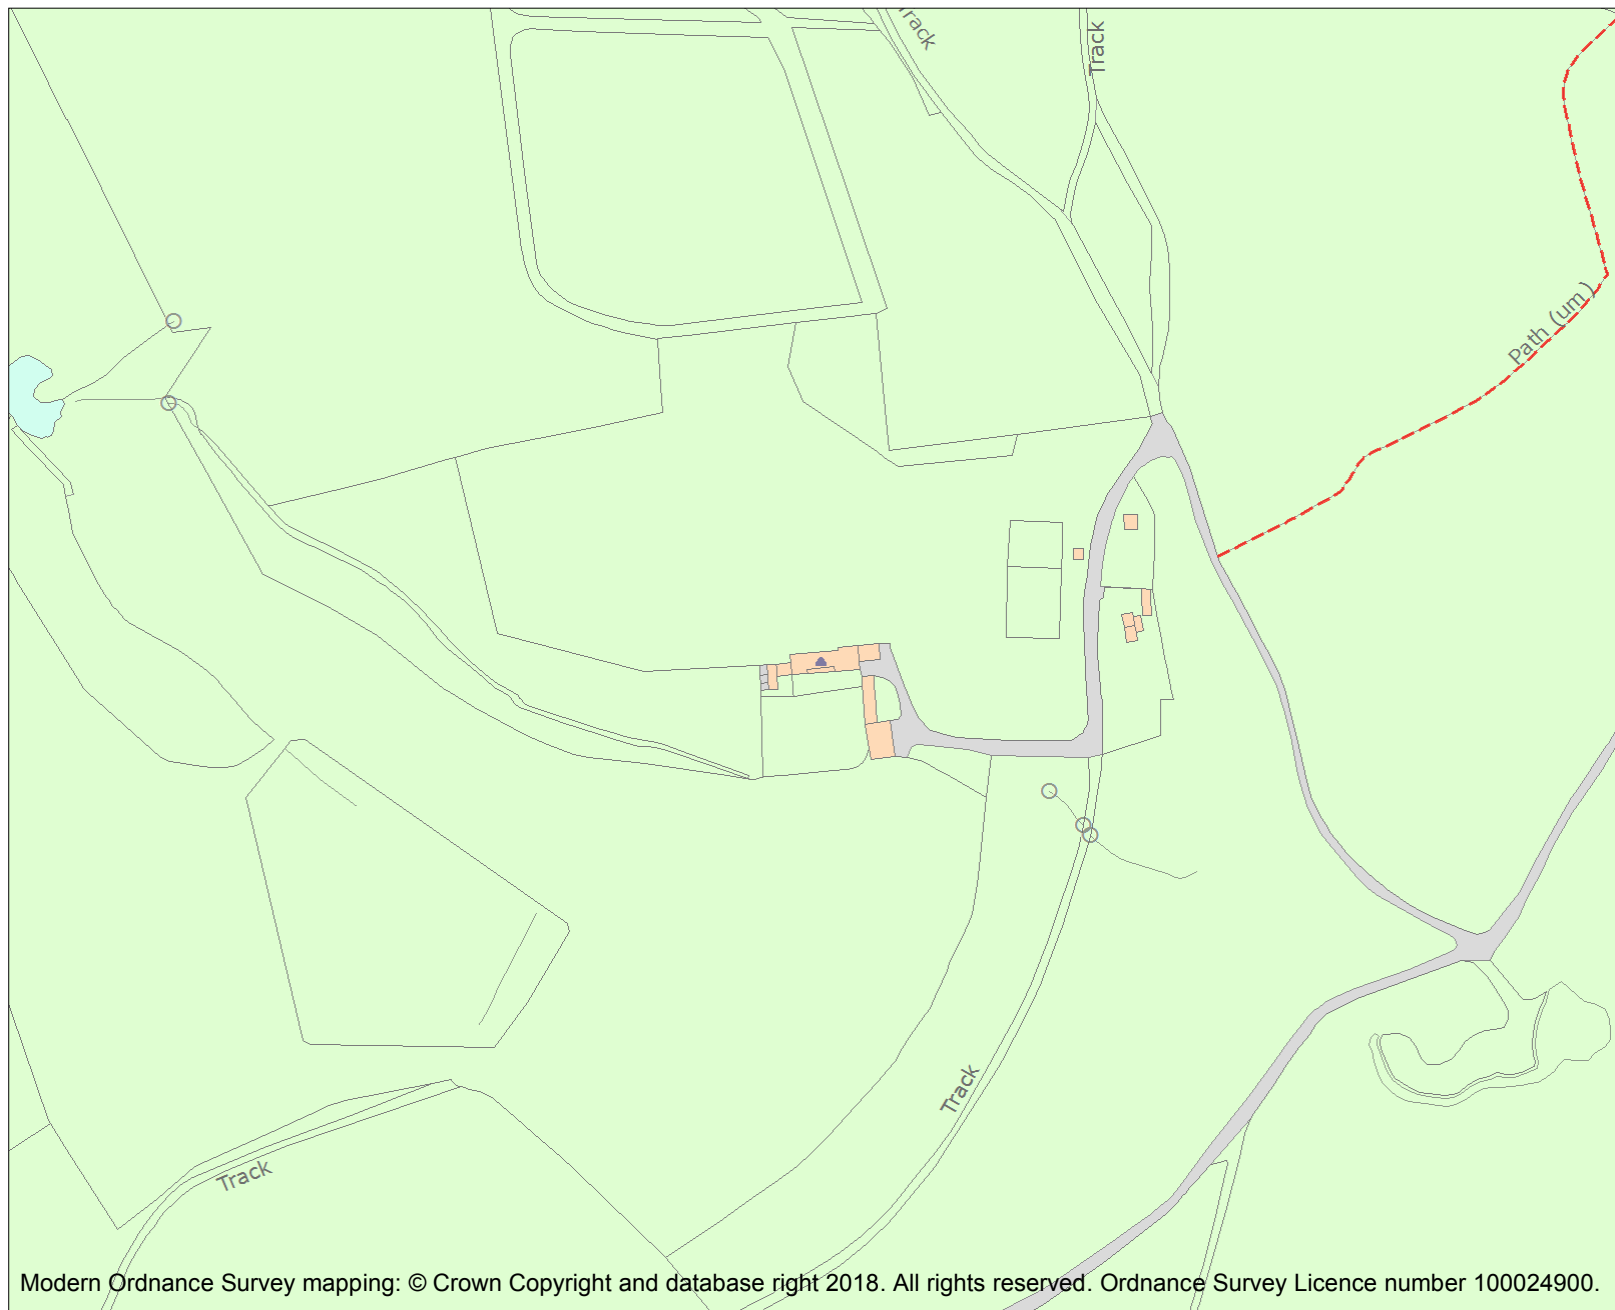 Track
Track
Path (um)
Track
Track
Modern Ordnance Survey mapping: © Crown Copyright and database right 2018. All rights reserved. Ordnance Survey Licence number 100024900.